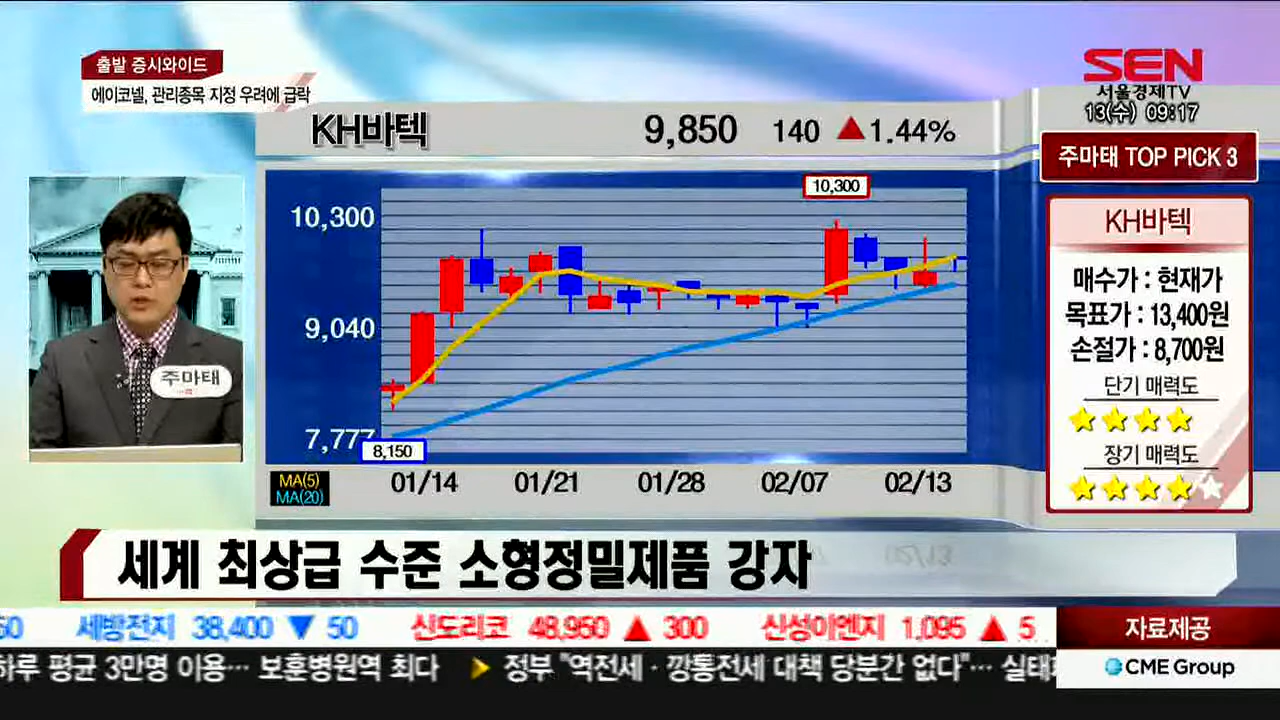 출발 증시와이드
에이코넬, 관리종목 지정 우려에 급락
SEN
서울경제TV
13(수) 09:17
KH바텍 9,850 140 ▲1.44%
주마태 TOP PICK 3
KH바텍
매수가 : 현재가
목표가 : 13,400원
손절가 : 8,700원
단기 매력도
장기 매력도
주마태
10,300
10,300
9,040
7,777
8,150
MA(5)
MA(20)
01/14 01/21 01/28 02/07 02/13
세계 최상급 수준 소형정밀제품 강자
60 세방전지 38,400 ▼ 50 신도리코 48,950 ▲ 300 신성이엔지 1,095 ▲ 5
자료제공
하루 평균 3만명 이용… 보훈병원역 최다 ▶ 정부 "역전세·깡통전세 대책 당분간 없다"… 실태
CME Group